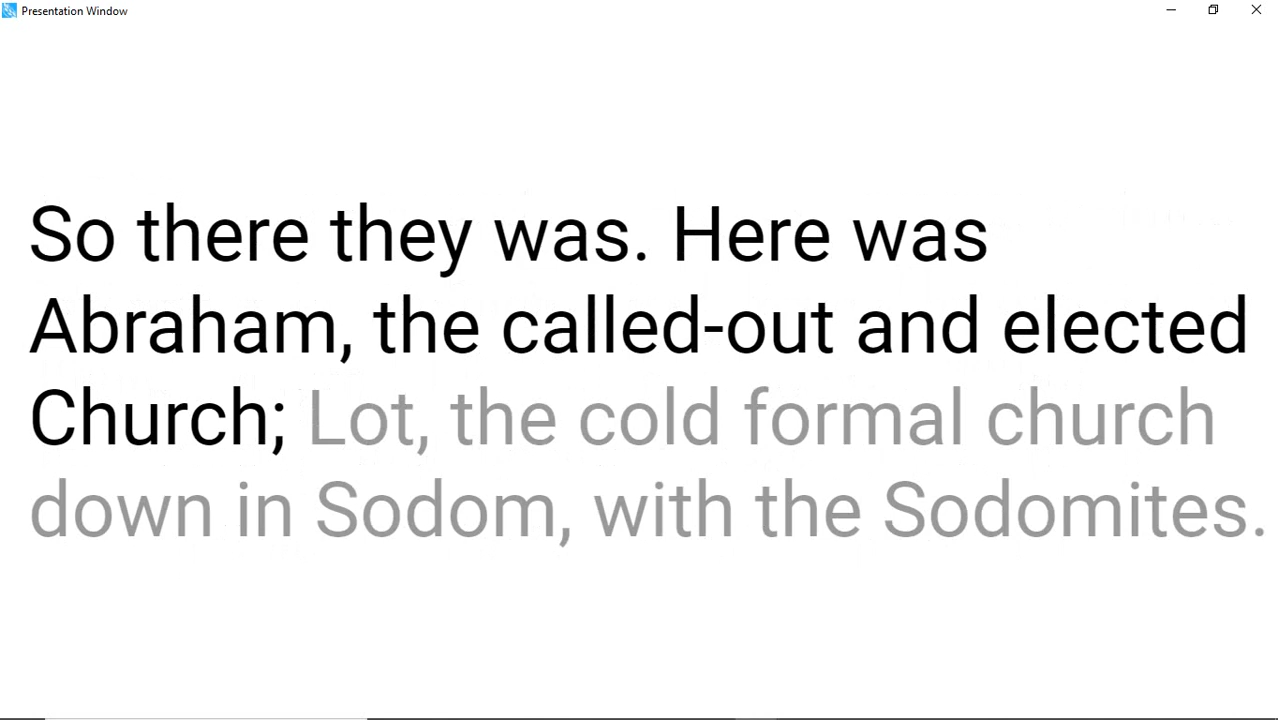 Presentation Window
So there they was. Here was
Abraham, the called-out and elected
Church; Lot, the cold formal church
down in Sodom, with the Sodomites.